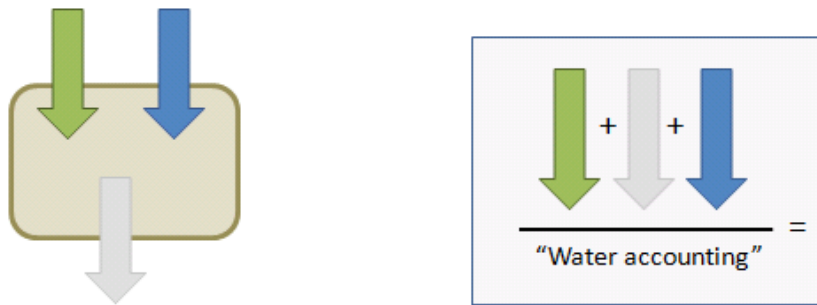 + +
“Water accounting” =